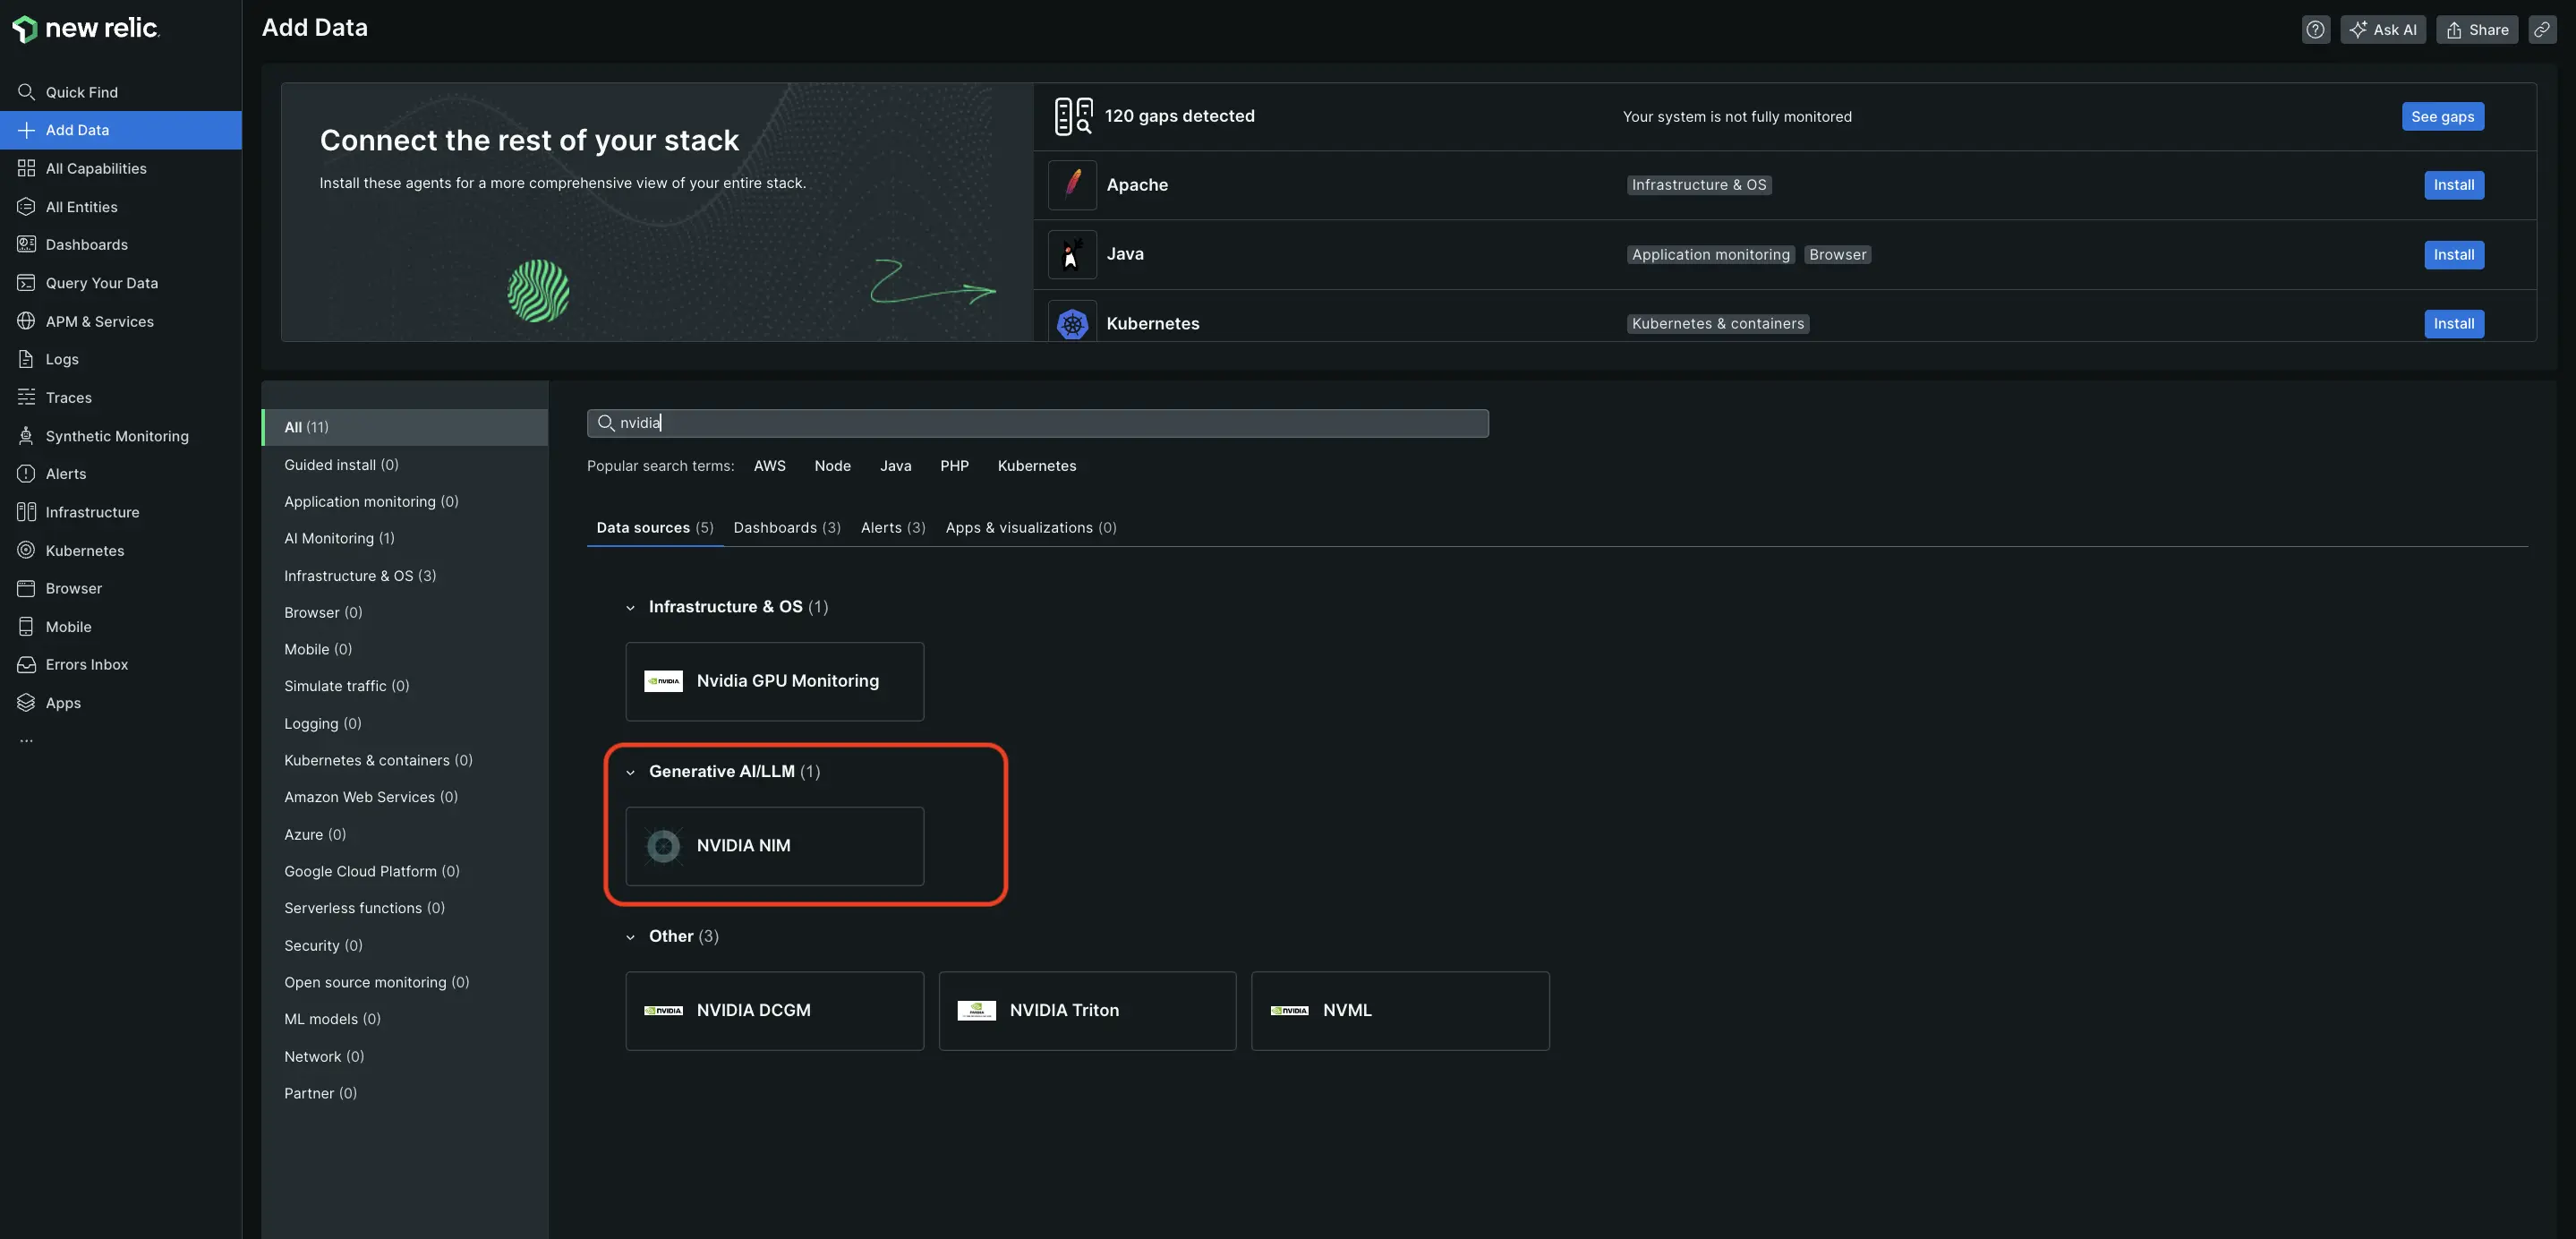 new relic.
Quick Find
Add Data
All Capabilities
All Entities
Dashboards
Query Your Data
APM & Services
Logs
Traces
Synthetic Monitoring
Alerts
Infrastructure
Kubernetes
Browser
Mobile
Errors Inbox
Apps
...
Add Data
Ask AI
Share
Connect the rest of your stack
Install these agents for a more comprehensive view of your entire stack.
120 gaps detected Your system is not fully monitored See gaps
Apache Infrastructure & OS Install
Java Application monitoring Browser Install
Kubernetes Kubernetes & containers Install
All (11)
Guided install (0)
Application monitoring (0)
AI Monitoring (1)
Infrastructure & OS (3)
Browser (0)
Mobile (0)
Simulate traffic (0)
Logging (0)
Kubernetes & containers (0)
Amazon Web Services (0)
Azure (0)
Google Cloud Platform (0)
Serverless functions (0)
Security (0)
Open source monitoring (0)
ML models (0)
Network (0)
Partner (0)
nvidia
Popular search terms: AWS Node Java PHP Kubernetes
Data sources (5) Dashboards (3) Alerts (3) Apps & visualizations (0)
Infrastructure & OS (1)
NVIDIA Nvidia GPU Monitoring
Generative AI/LLM (1)
NVIDIA NIM
Other (3)
NVIDIA NVIDIA DCGM
NVIDIA Triton
NVIDIA NVML